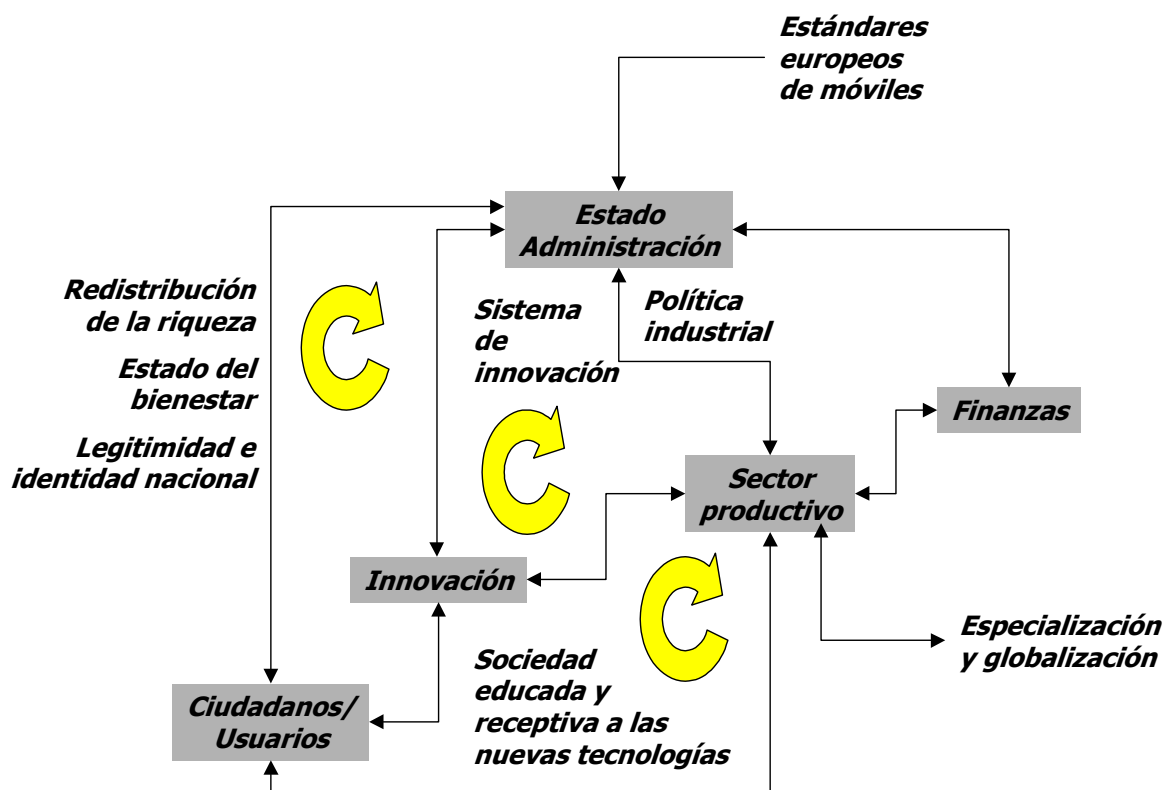 Estándares
europeos
de móviles
Estado
Administración
Redistribución
de la riqueza
Estado del
bienestar
Legitimidad e
identidad nacional
Sistema
de
innovación
Política
industrial
Finanzas
Sector
productivo
Innovación
Especialización
y globalización
Sociedad
educada y
receptiva a las
nuevas tecnologías
Ciudadanos/
Usuarios